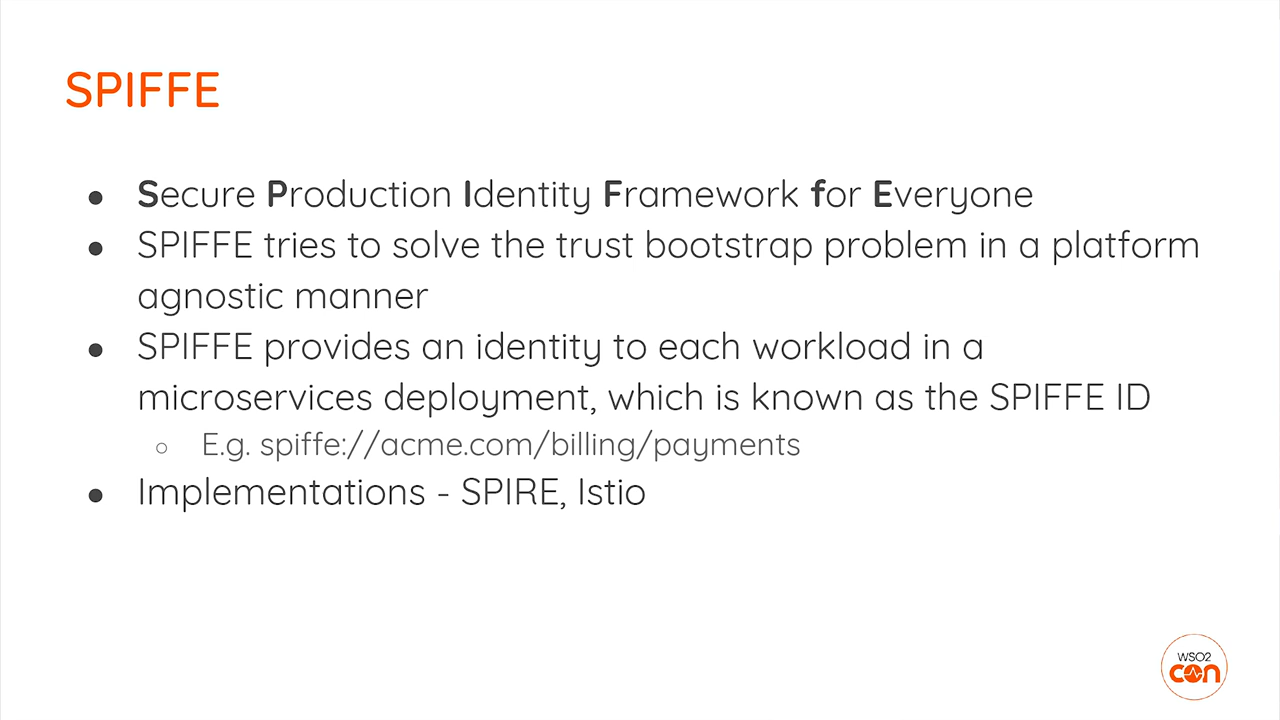 SPIFFE
● Secure Production Identity Framework for Everyone
● SPIFFE tries to solve the trust bootstrap problem in a platform
agnostic manner
● SPIFFE provides an identity to each workload in a
microservices deployment, which is known as the SPIFFE ID
○ E.g. spiffe://acme.com/billing/payments
● Implementations - SPIRE, Istio
WSO2
con